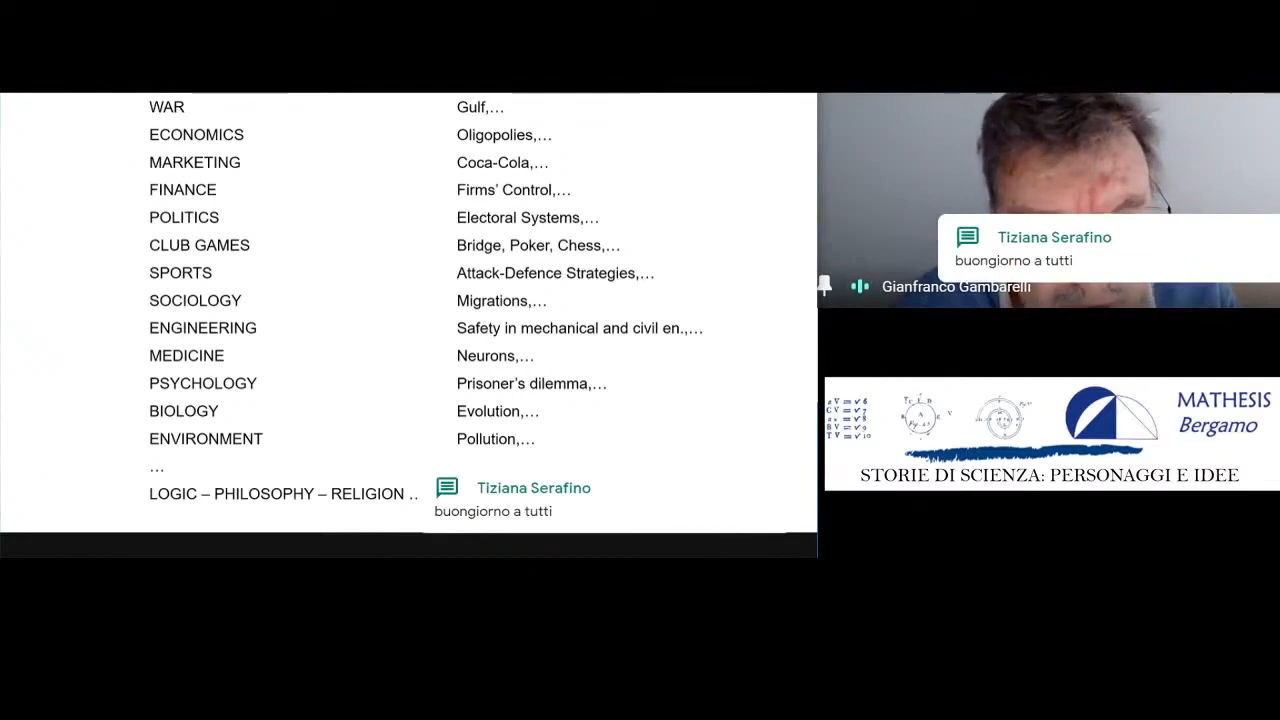 WAR Gulf,…
ECONOMICS Oligopolies,…
MARKETING Coca-Cola,…
FINANCE Firms’ Control,…
POLITICS Electoral Systems,…
CLUB GAMES Bridge, Poker, Chess,…
SPORTS Attack-Defence Strategies,…
SOCIOLOGY Migrations,…
ENGINEERING Safety in mechanical and civil en.,…
MEDICINE Neurons,…
PSYCHOLOGY Prisoner’s dilemma,…
BIOLOGY Evolution,…
ENVIRONMENT Pollution,…
…
LOGIC – PHILOSOPHY – RELIGION ..
Tiziana Serafino
buongiorno a tutti
Tiziana Serafino
buongiorno a tutti
Gianfranco Gambarelli
MATHESIS
Bergamo
STORIE DI SCIENZA: PERSONAGGI E IDEE